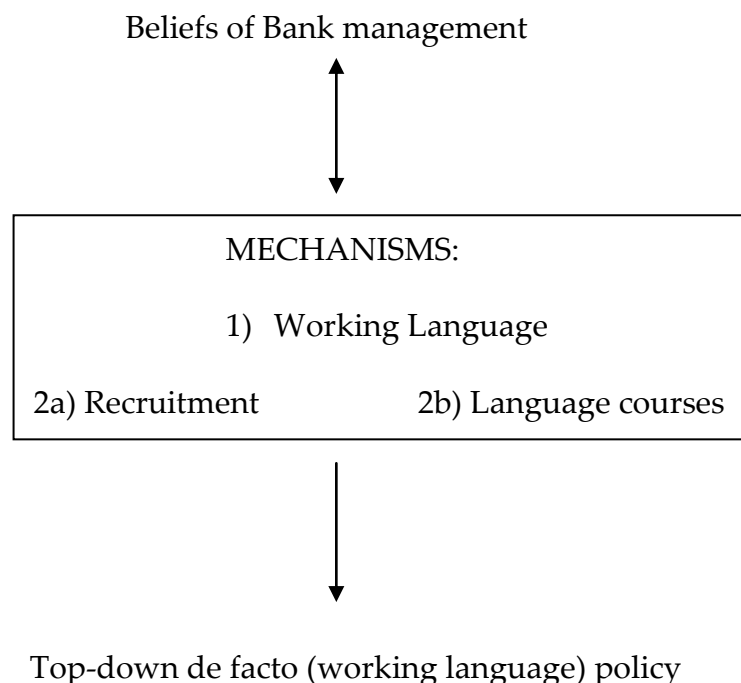 Beliefs of Bank management
MECHANISMS:
1) Working Language
2a) Recruitment 2b) Language courses
Top-down de facto (working language) policy